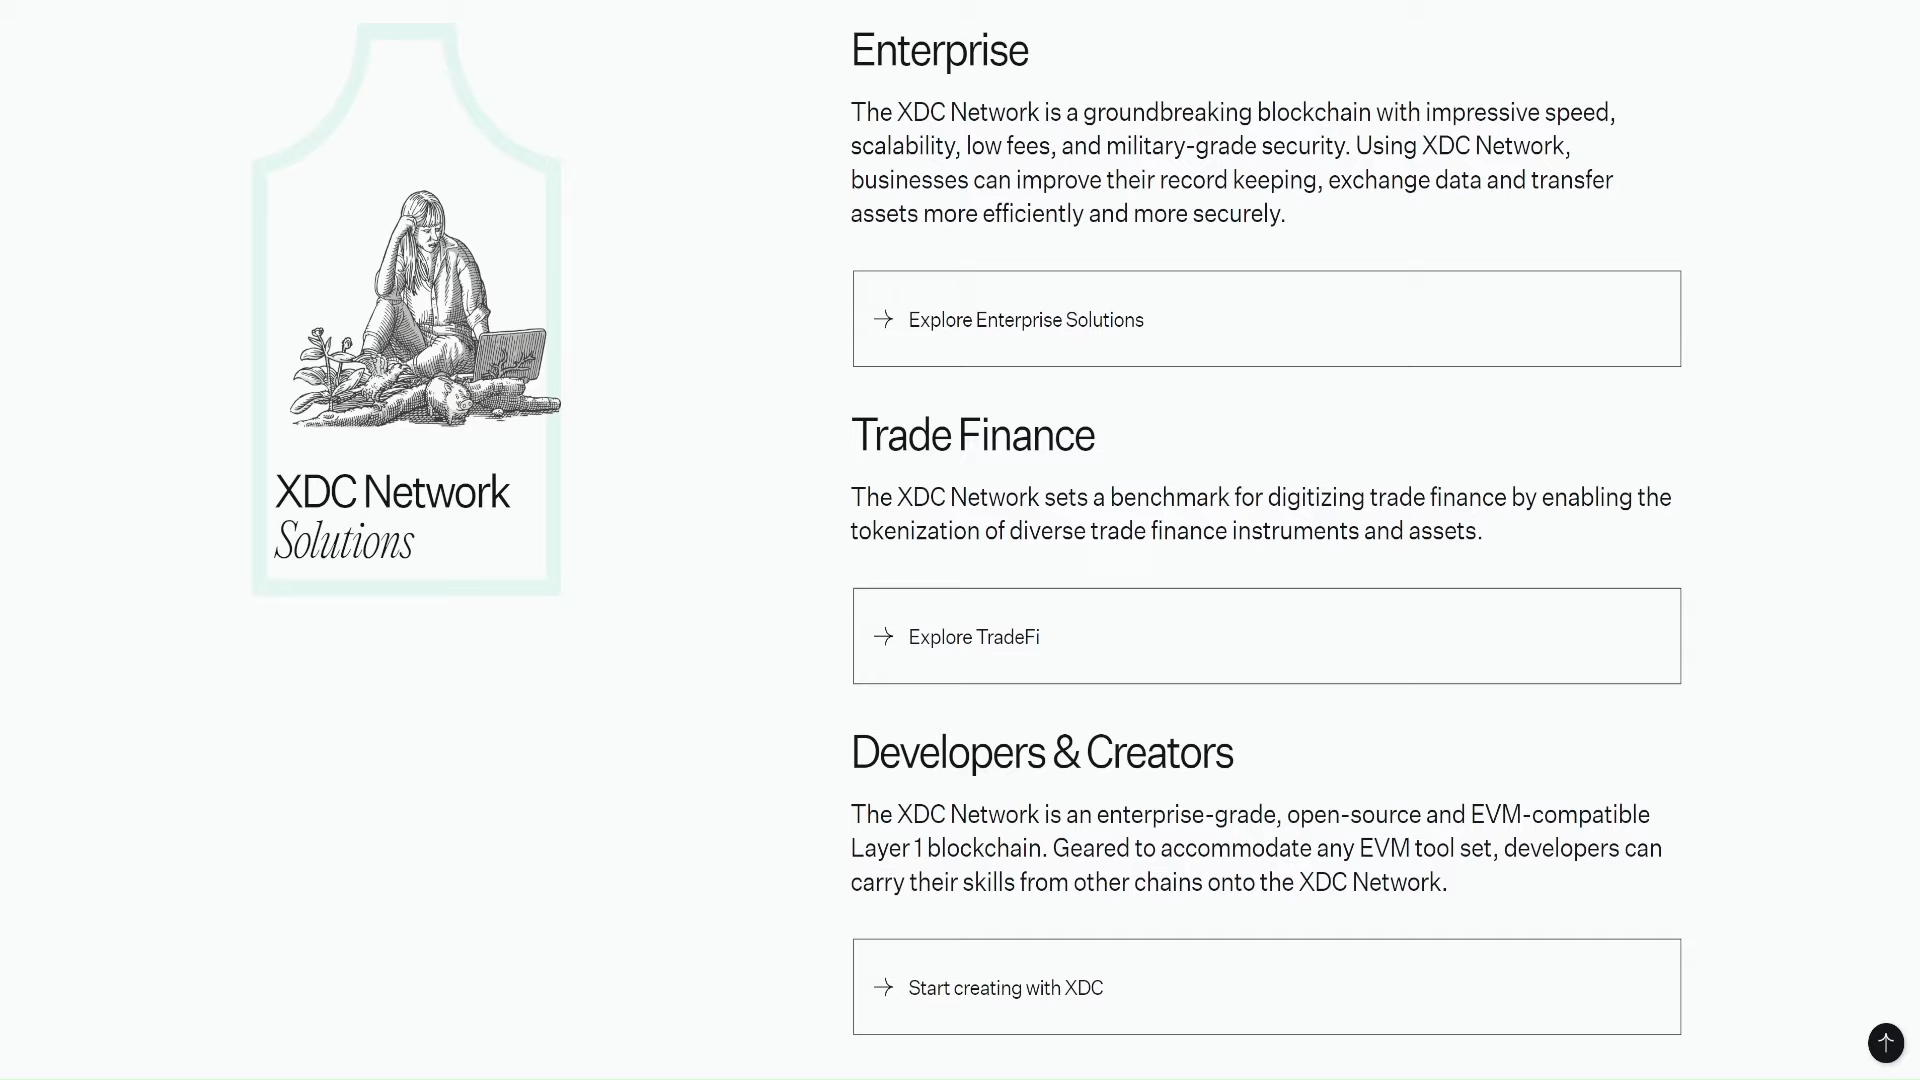 XDC Network
Solutions
Enterprise
The XDC Network is a groundbreaking blockchain with impressive speed,
scalability, low fees, and military-grade security. Using XDC Network,
businesses can improve their record keeping, exchange data and transfer
assets more efficiently and more securely.
Explore Enterprise Solutions
Trade Finance
The XDC Network sets a benchmark for digitizing trade finance by enabling the
tokenization of diverse trade finance instruments and assets.
Explore TradeFi
Developers & Creators
The XDC Network is an enterprise-grade, open-source and EVM-compatible
Layer 1 blockchain. Geared to accommodate any EVM tool set, developers can
carry their skills from other chains onto the XDC Network.
Start creating with XDC